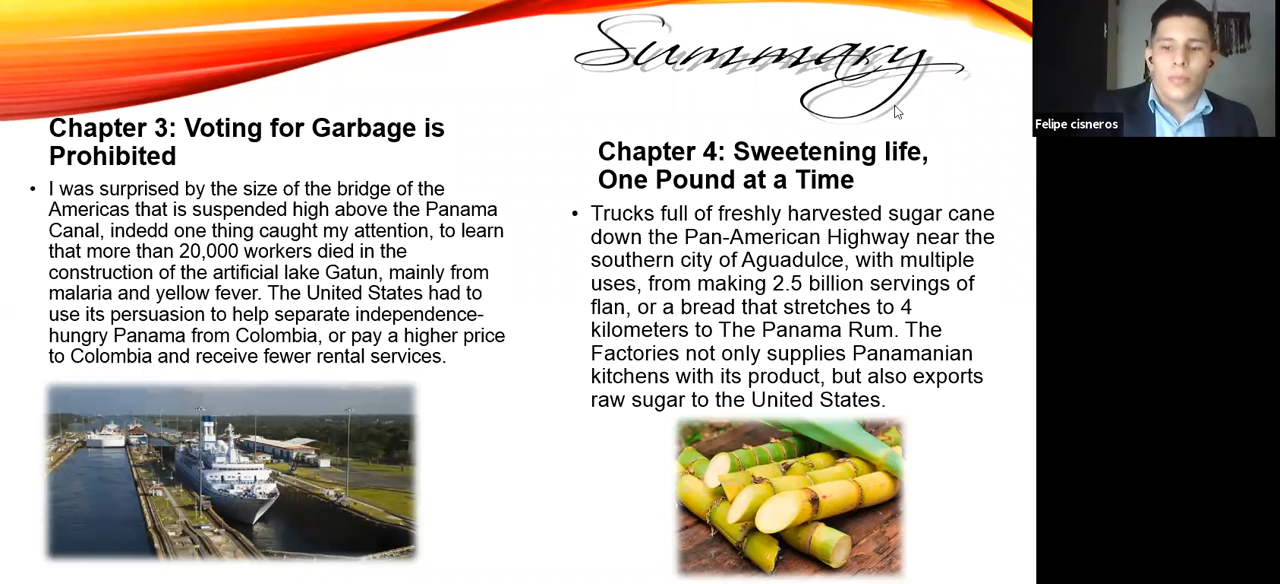 Summary
Felipe cisneros
Chapter 3: Voting for Garbage is
Prohibited
• I was surprised by the size of the bridge of the
Americas that is suspended high above the Panama
Canal, indedd one thing caught my attention, to learn
that more than 20,000 workers died in the
construction of the artificial lake Gatun, mainly from
malaria and yellow fever. The United States had to
use its persuasion to help separate independence-
hungry Panama from Colombia, or pay a higher price
to Colombia and receive fewer rental services.
Chapter 4: Sweetening life,
One Pound at a Time
• Trucks full of freshly harvested sugar cane
down the Pan-American Highway near the
southern city of Aguadulce, with multiple
uses, from making 2.5 billion servings of
flan, or a bread that stretches to 4
kilometers to The Panama Rum. The
Factories not only supplies Panamanian
kitchens with its product, but also exports
raw sugar to the United States.